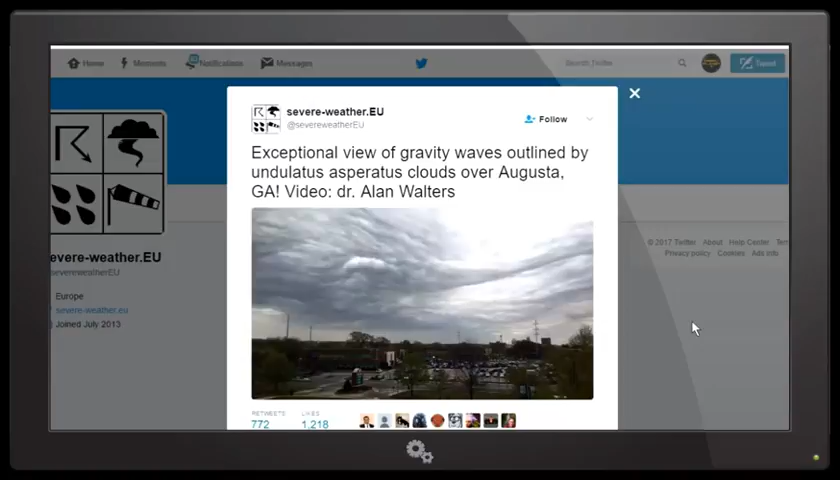 Home Moments Notifications Messages Search Twitter Tweet
severe-weather.EU
@severeweatherEU
Follow
Exceptional view of gravity waves outlined by
undulatus asperatus clouds over Augusta,
GA! Video: dr. Alan Walters
RETWEETS LIKES
772 1,218
evere-weather.EU
severeweatherEU
Europe
severe-weather.eu
Joined July 2013
© 2017 Twitter About Help Center Ter
Privacy policy Cookies Ads info